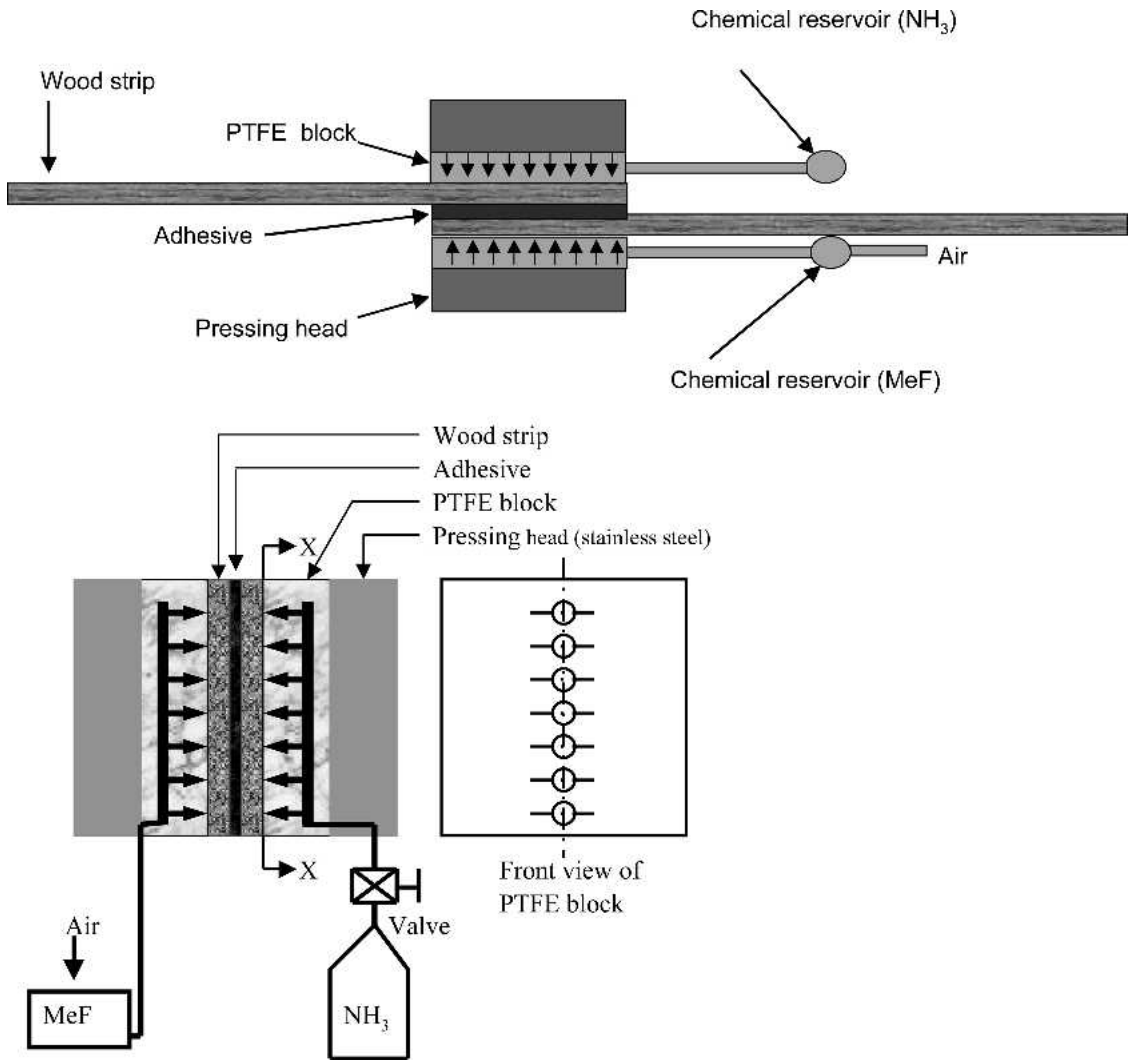 Chemical reservoir (NH₃)
Wood strip
PTFE block
Adhesive
Air
Pressing head
Chemical reservoir (MeF)
Wood strip
Adhesive
PTFE block
Pressing head (stainless steel)
X
X
Front view of
PTFE block
Valve
Air
MeF
NH₃